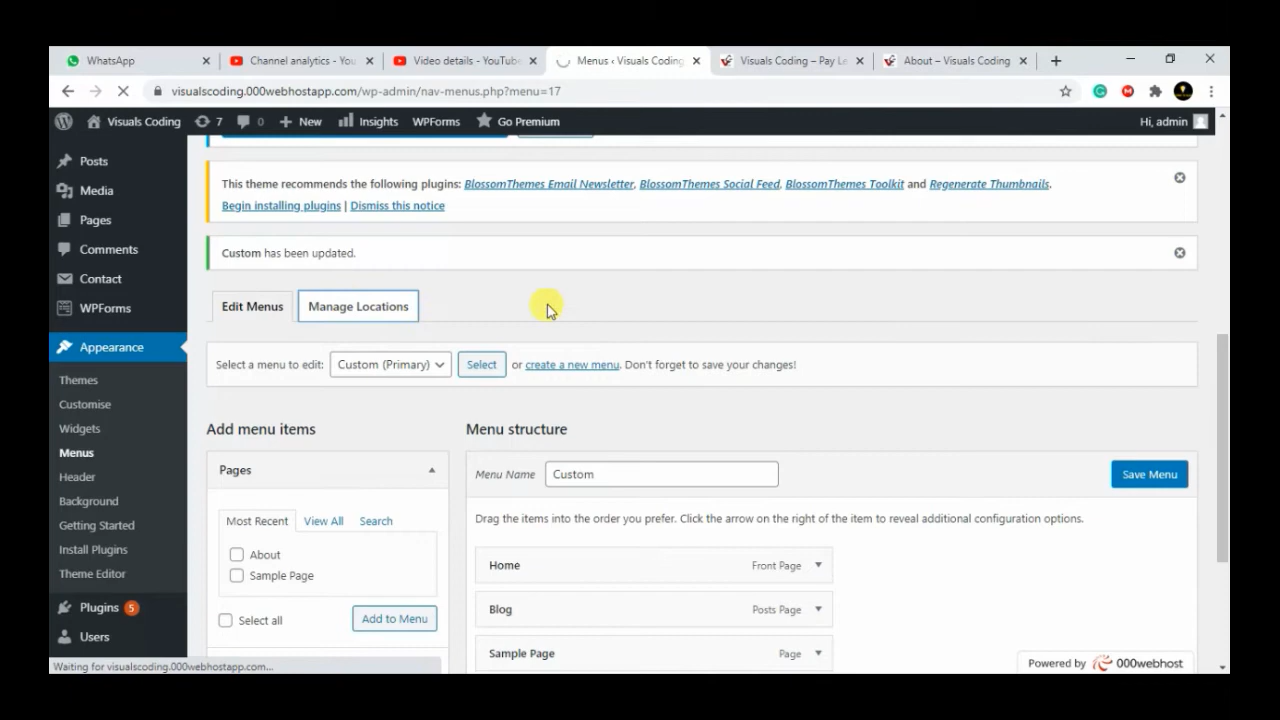 WhatsApp
Channel analytics - You
Video details - YouTube
Menus ‹ Visuals Coding
Visuals Coding – Pay Le
About – Visuals Coding
visualscoding.000webhostapp.com/wp-admin/nav-menus.php?menu=17
Visuals Coding
7
0
New
Insights
WPForms
Go Premium
Hi, admin
Posts
Media
Pages
Comments
Contact
WPForms
Appearance
Themes
Customise
Widgets
Menus
Header
Background
Getting Started
Install Plugins
Theme Editor
Plugins 5
Users
This theme recommends the following plugins: BlossomThemes Email Newsletter, BlossomThemes Social Feed, BlossomThemes Toolkit and Regenerate Thumbnails.
Begin installing plugins | Dismiss this notice
Custom has been updated.
Edit Menus
Manage Locations
Select a menu to edit: Custom (Primary) Select or create a new menu. Don't forget to save your changes!
Add menu items
Pages
Most Recent View All Search
About
Sample Page
Select all
Add to Menu
Menu structure
Menu Name Custom
Save Menu
Drag the items into the order you prefer. Click the arrow on the right of the item to reveal additional configuration options.
Home Front Page
Blog Posts Page
Sample Page Page
Waiting for visualscoding.000webhostapp.com...
Powered by 000webhost